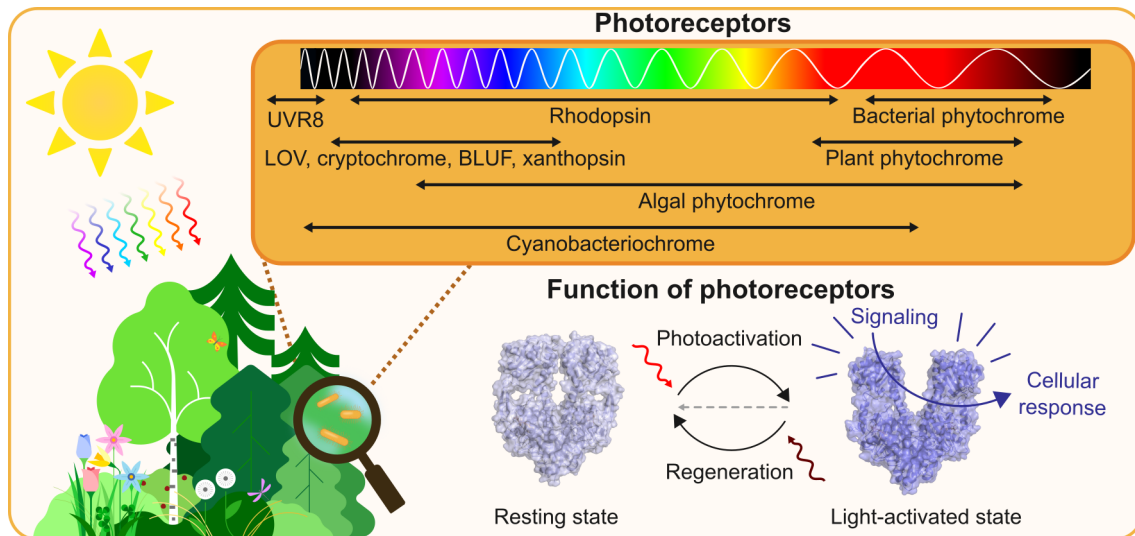 Photoreceptors
UVR8
Rhodopsin
Bacterial phytochrome
LOV, cryptochrome, BLUF, xanthopsin
Plant phytochrome
Algal phytochrome
Cyanobacteriochrome
Function of photoreceptors
Photoactivation
Signaling
Cellular
response
Regeneration
Resting state
Light-activated state